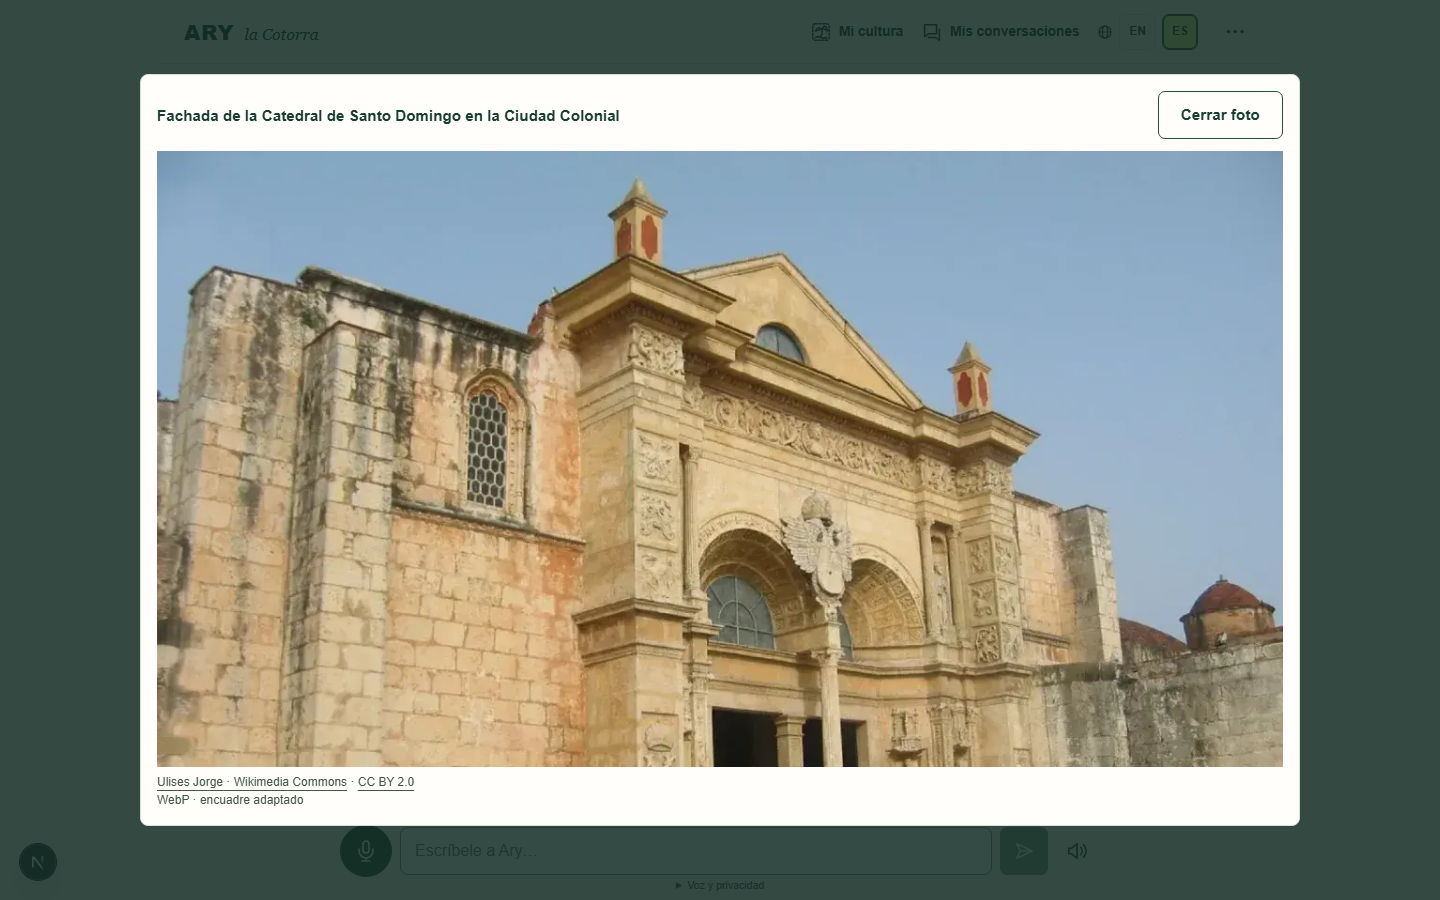 ARY la Cotorra
Mi cultura
Mis conversaciones
EN
ES
Fachada de la Catedral de Santo Domingo en la Ciudad Colonial
Cerrar foto
Ulises Jorge · Wikimedia Commons · CC BY 2.0
WebP · encuadre adaptado
Escríbele a Ary...
Voz y privacidad
N